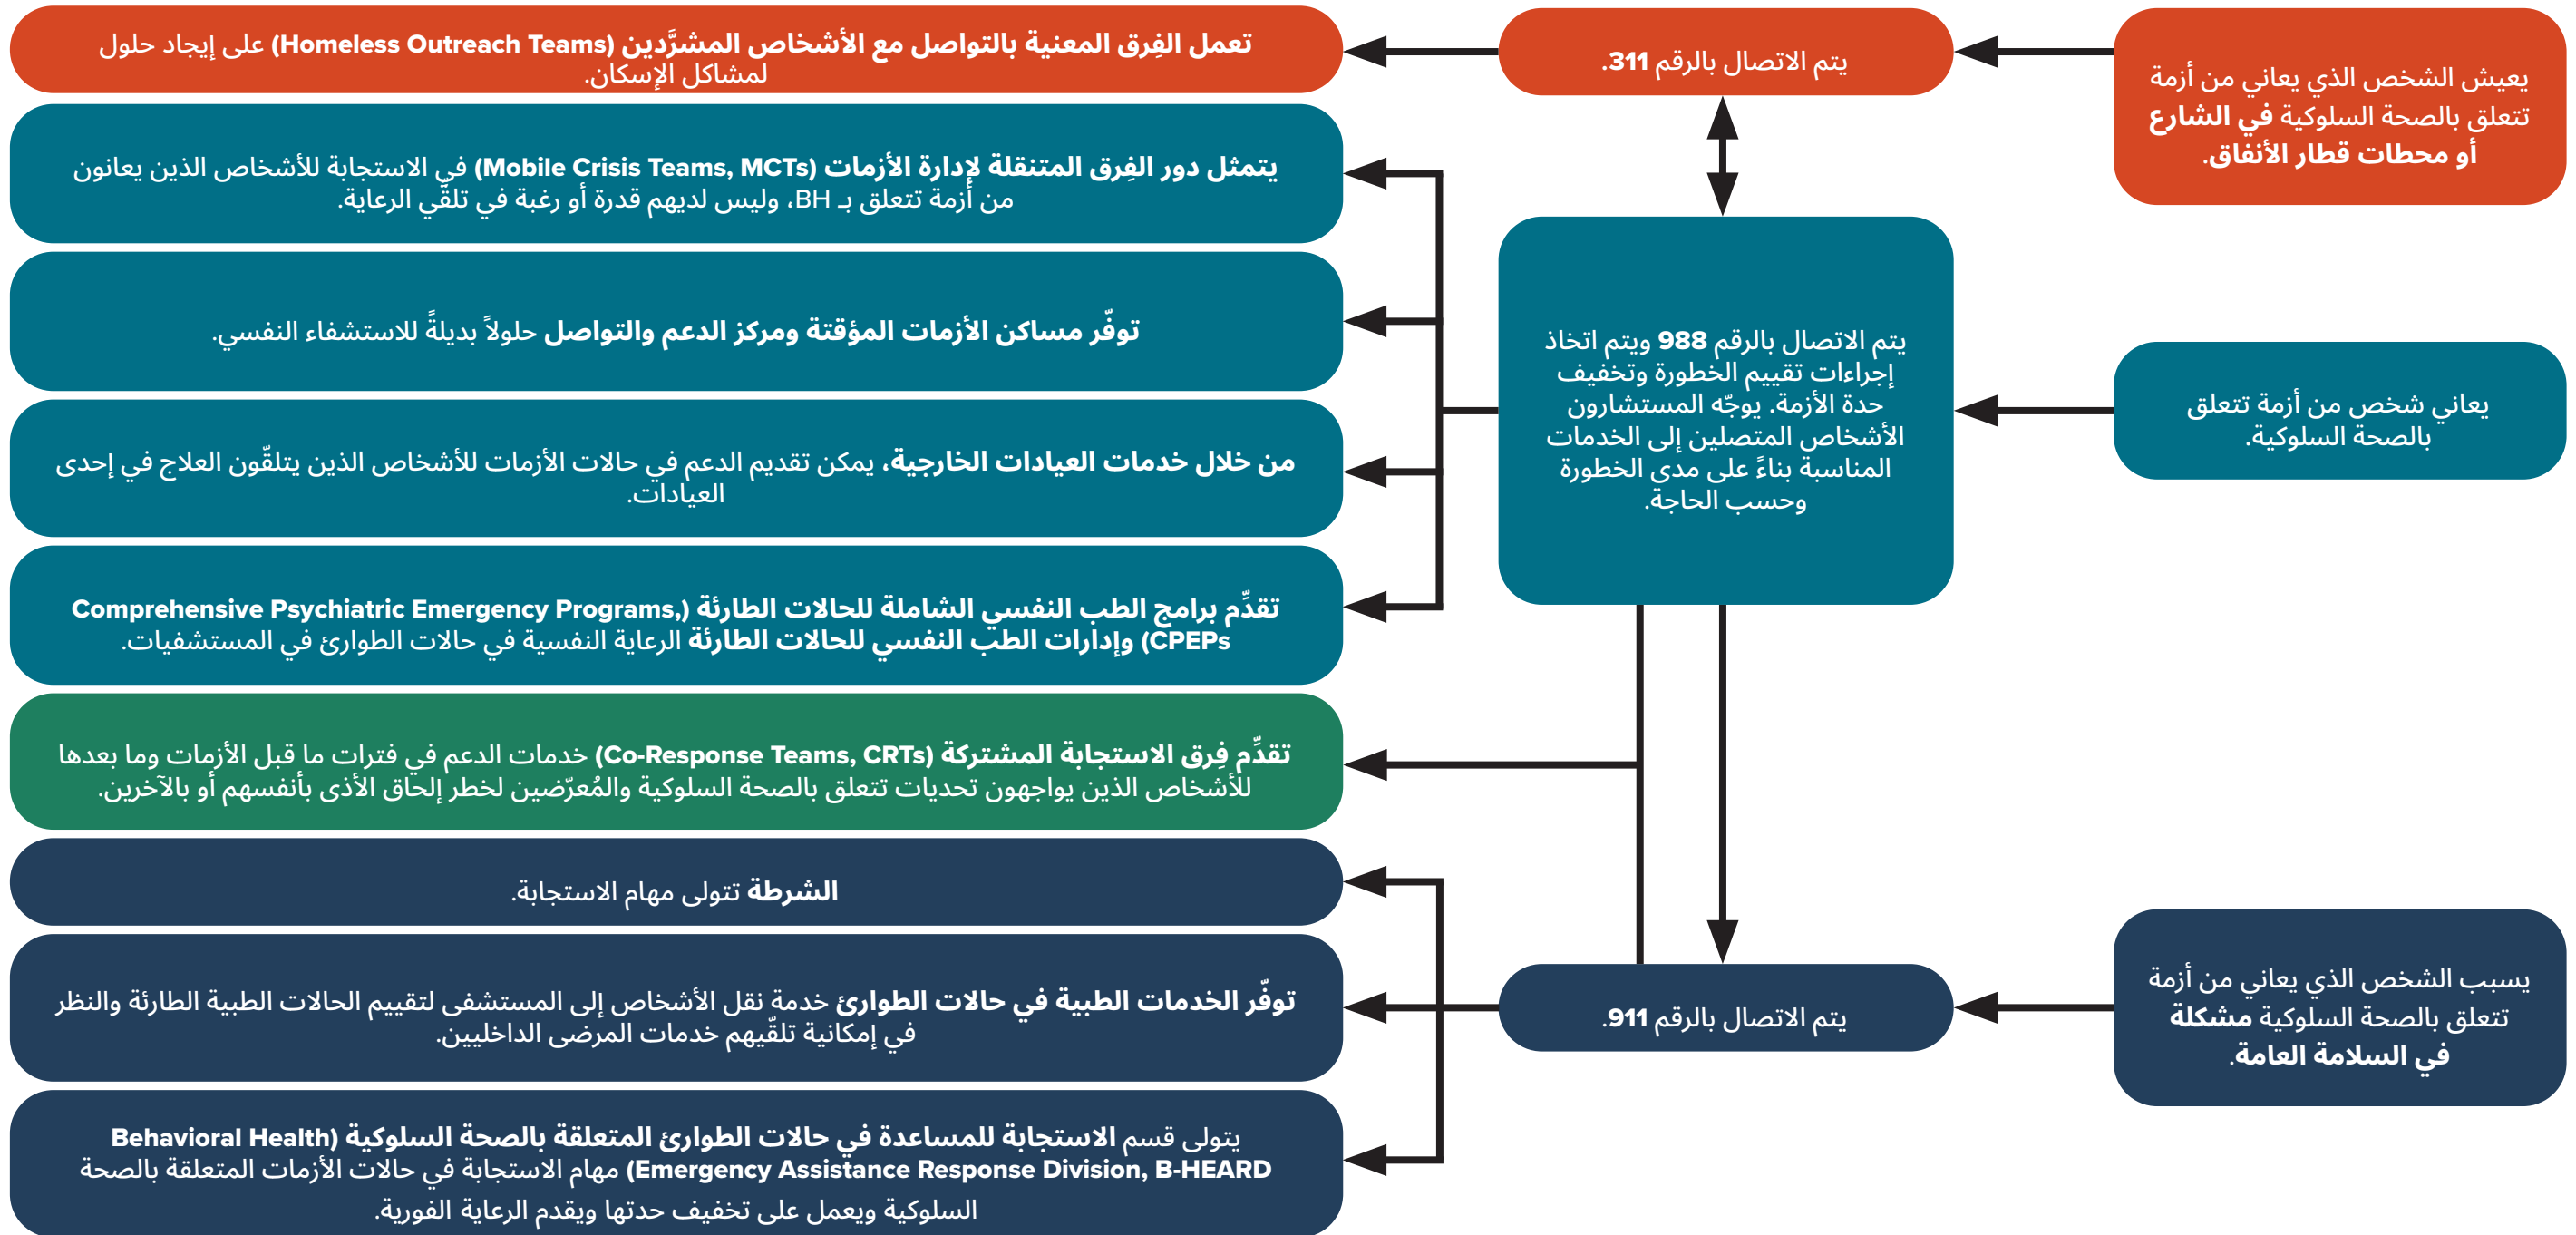 يعيش الشخص الذي يعاني من أزمة
تتعلق بالصحة السلوكية في الشارع
أو محطات قطار الأنفاق.
يتم الاتصال بالرقم 311.
تعمل الفِرق المعنية بالتواصل مع الأشخاص المشرَّدين (Homeless Outreach Teams) على إيجاد حلول
لمشاكل الإسكان.
يعاني شخص من أزمة تتعلق
بالصحة السلوكية.
يتم الاتصال بالرقم 988 ويتم اتخاذ
إجراءات تقييم الخطورة وتخفيف
حدة الأزمة. يوجّه المستشارون
الأشخاص المتصلين إلى الخدمات
المناسبة بناءً على مدى الخطورة
وحسب الحاجة.
يتمثل دور الفِرق المتنقلة لإدارة الأزمات (Mobile Crisis Teams, MCTs) في الاستجابة للأشخاص الذين يعانون
من أزمة تتعلق بـ BH، وليس لديهم قدرة أو رغبة في تلقّي الرعاية.
توفّر مساكن الأزمات المؤقتة ومركز الدعم والتواصل حلولاً بديلةً للاستشفاء النفسي.
من خلال خدمات العيادات الخارجية، يمكن تقديم الدعم في حالات الأزمات للأشخاص الذين يتلقّون العلاج في إحدى
العيادات.
تقدِّم برامج الطب النفسي الشاملة للحالات الطارئة (Comprehensive Psychiatric Emergency Programs,
CPEPs) وإدارات الطب النفسي للحالات الطارئة الرعاية النفسية في حالات الطوارئ في المستشفيات.
تقدِّم فِرق الاستجابة المشتركة (Co-Response Teams, CRTs) خدمات الدعم في فترات ما قبل الأزمات وما بعدها
للأشخاص الذين يواجهون تحديات تتعلق بالصحة السلوكية والمُعرّضين لخطر إلحاق الأذى بأنفسهم أو بالآخرين.
يسبب الشخص الذي يعاني من أزمة
تتعلق بالصحة السلوكية مشكلة
في السلامة العامة.
يتم الاتصال بالرقم 911.
الشرطة تتولى مهام الاستجابة.
توفّر الخدمات الطبية في حالات الطوارئ خدمة نقل الأشخاص إلى المستشفى لتقييم الحالات الطبية الطارئة والنظر
في إمكانية تلقّيهم خدمات المرضى الداخليين.
يتولى قسم الاستجابة للمساعدة في حالات الطوارئ المتعلقة بالصحة السلوكية (Behavioral Health
Emergency Assistance Response Division, B-HEARD) مهام الاستجابة في حالات الأزمات المتعلقة بالصحة
السلوكية ويعمل على تخفيف حدتها ويقدم الرعاية الفورية.